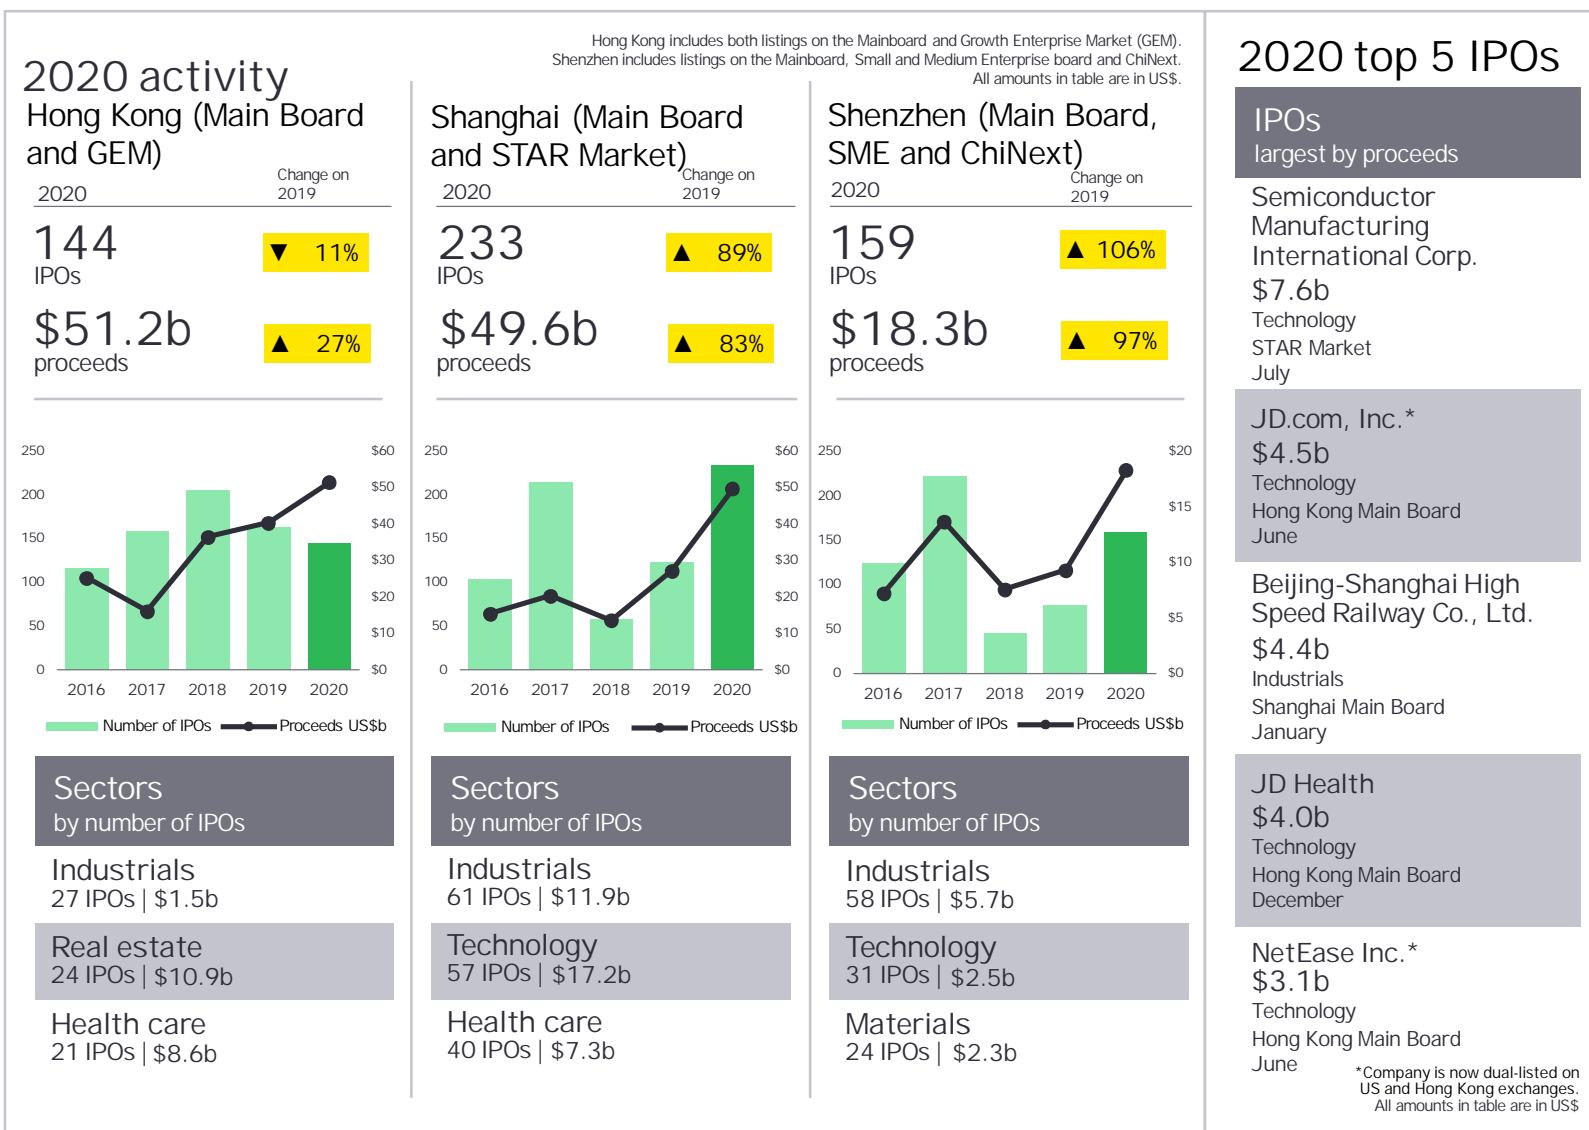 Hong Kong includes both listings on the Mainboard and Growth Enterprise Market (GEM).
Shenzhen includes listings on the Mainboard, Small and Medium Enterprise board and ChiNext.
All amounts in table are in US$.
2020 activity
Hong Kong (Main Board
and GEM)
2020
Change on
2019
144
IPOs
▼ 11%
$51.2b
proceeds
▲ 27%
250
200
150
100
50
0
$60
$50
$40
$30
$20
$10
$0
2016 2017 2018 2019 2020
Number of IPOs Proceeds US$b
Sectors
by number of IPOs
Industrials
27 IPOs | $1.5b
Real estate
24 IPOs | $10.9b
Health care
21 IPOs | $8.6b
Shanghai (Main Board
and STAR Market)
2020
Change on
2019
233
IPOs
▲ 89%
$49.6b
proceeds
▲ 83%
250
200
150
100
50
0
$60
$50
$40
$30
$20
$10
$0
2016 2017 2018 2019 2020
Number of IPOs Proceeds US$b
Sectors
by number of IPOs
Industrials
61 IPOs | $11.9b
Technology
57 IPOs | $17.2b
Health care
40 IPOs | $7.3b
Shenzhen (Main Board,
SME and ChiNext)
2020
Change on
2019
159
IPOs
▲ 106%
$18.3b
proceeds
▲ 97%
250
200
150
100
50
0
$20
$15
$10
$5
$0
2016 2017 2018 2019 2020
Number of IPOs Proceeds US$b
Sectors
by number of IPOs
Industrials
58 IPOs | $5.7b
Technology
31 IPOs | $2.5b
Materials
24 IPOs | $2.3b
2020 top 5 IPOs
IPOs
largest by proceeds
Semiconductor
Manufacturing
International Corp.
$7.6b
Technology
STAR Market
July
JD.com, Inc.*
$4.5b
Technology
Hong Kong Main Board
June
Beijing-Shanghai High
Speed Railway Co., Ltd.
$4.4b
Industrials
Shanghai Main Board
January
JD Health
$4.0b
Technology
Hong Kong Main Board
December
NetEase Inc.*
$3.1b
Technology
Hong Kong Main Board
June
*Company is now dual-listed on
US and Hong Kong exchanges.
All amounts in table are in US$